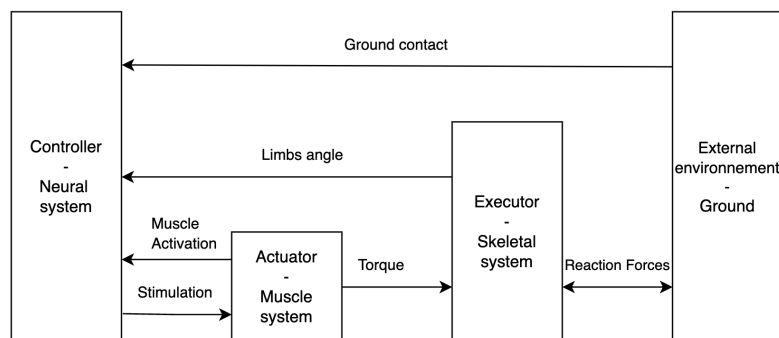 Ground contact
Controller
-
Neural
system
Limbs angle
External
environnement
-
Ground
Executor
-
Skeletal
system
Muscle
Activation
Actuator
-
Muscle
system
Torque
Reaction Forces
Stimulation